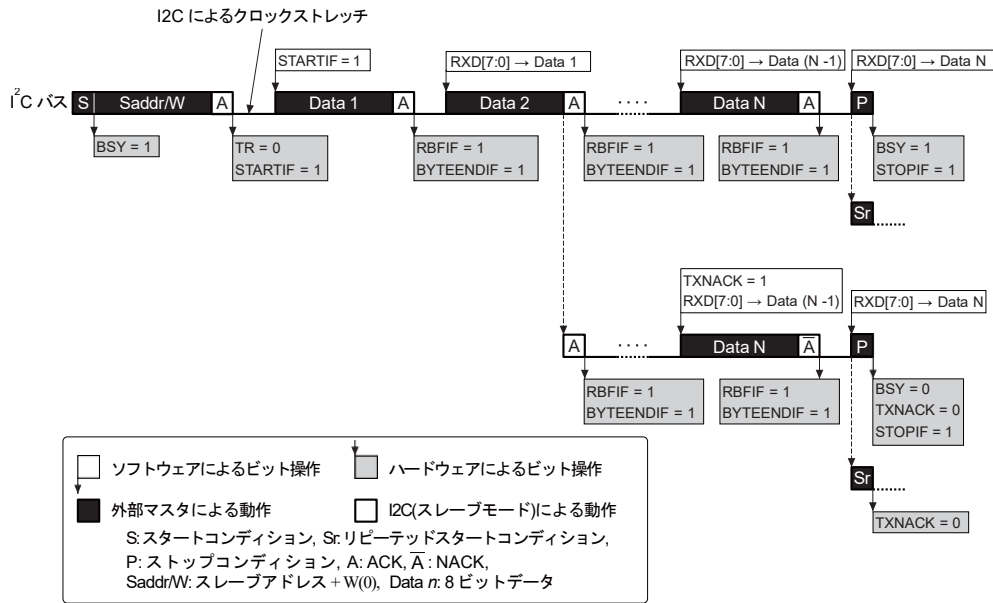 I2C によるクロックストレッチ
STARTIF = 1
RXD[7:0] → Data 1
RXD[7:0] → Data (N -1)
RXD[7:0] → Data N
I²C バス
S
Saddr/W
A
Data 1
A
Data 2
A
····
Data N
A
P
BSY = 1
TR = 0
STARTIF = 1
RBFIF = 1
BYTEENDIF = 1
RBFIF = 1
BYTEENDIF = 1
RBFIF = 1
BYTEENDIF = 1
BSY = 1
STOPIF = 1
Sr
TXNACK = 1
RXD[7:0] → Data (N -1)
RXD[7:0] → Data N
A
····
Data N
A̅
P
RBFIF = 1
BYTEENDIF = 1
RBFIF = 1
BYTEENDIF = 1
BSY = 0
TXNACK = 0
STOPIF = 1
Sr
TXNACK = 0
ソフトウェアによるビット操作
ハードウェアによるビット操作
外部マスタによる動作
I2C(スレーブモード)による動作
S: スタートコンディション, Sr: リピーテッドスタートコンディション,
P: ストップコンディション, A: ACK, A̅ : NACK,
Saddr/W: スレーブアドレス + W(0), Data n: 8 ビットデータ